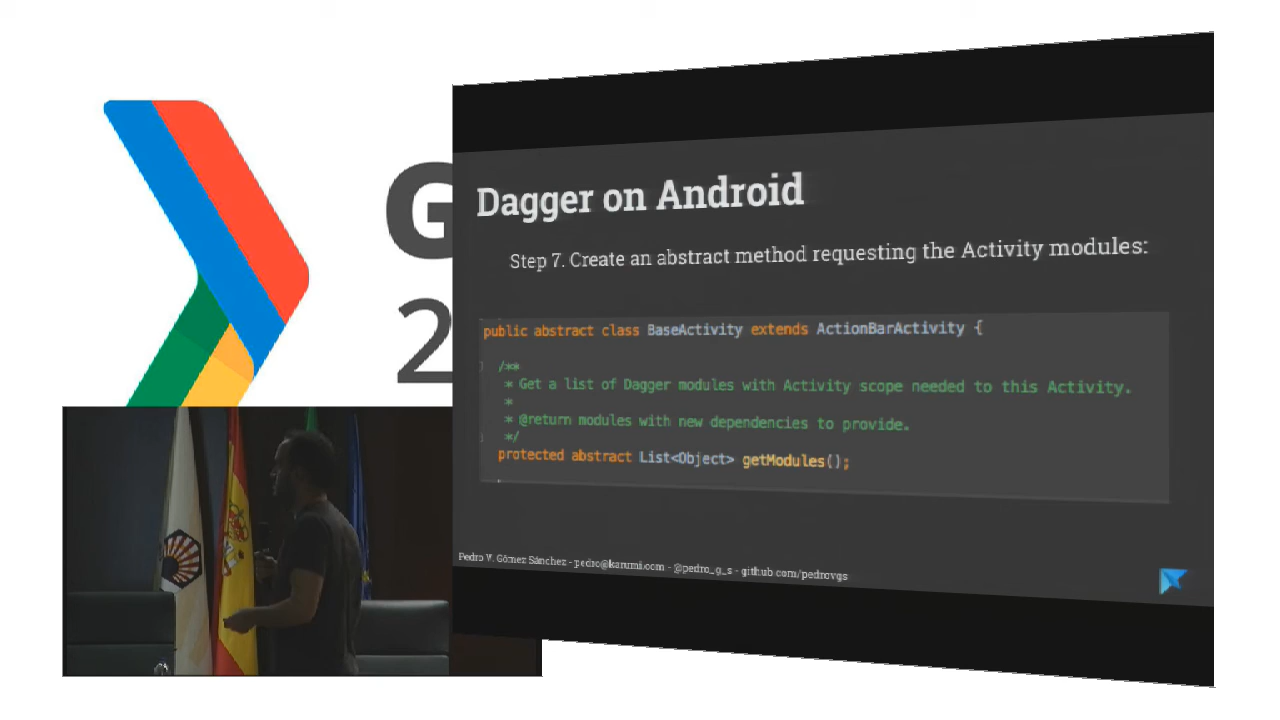 G
2
Dagger on Android
Step 7. Create an abstract method requesting the Activity modules:
public abstract class BaseActivity extends ActionBarActivity {
/**
* Get a list of Dagger modules with Activity scope needed to this Activity.
*
* @return modules with new dependencies to provide.
*/
protected abstract List<Object> getModules();
Pedro V. Gómez Sánchez - pedro@karumi.com - @pedro_g_s - github.com/pedrovgs